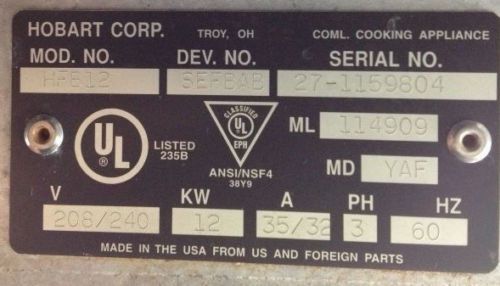 HOBART CORP. TROY, OH COML. COOKING APPLIANCE
MOD. NO. DEV. NO. SERIAL NO.
HFB12 SEFBAB 27-1159804
UL LISTED 235B
CLASSIFIED UL EPH
ANSI/NSF4
38Y9
ML 114909
MD YAF
V KW A PH HZ
208/240 12 35/32 3 60
MADE IN THE USA FROM US AND FOREIGN PARTS